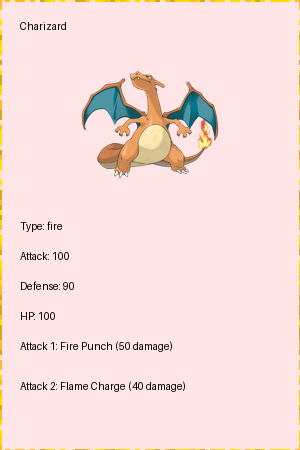 Charizard
Type: fire
Attack: 100
Defense: 90
HP: 100
Attack 1: Fire Punch (50 damage)
Attack 2: Flame Charge (40 damage)